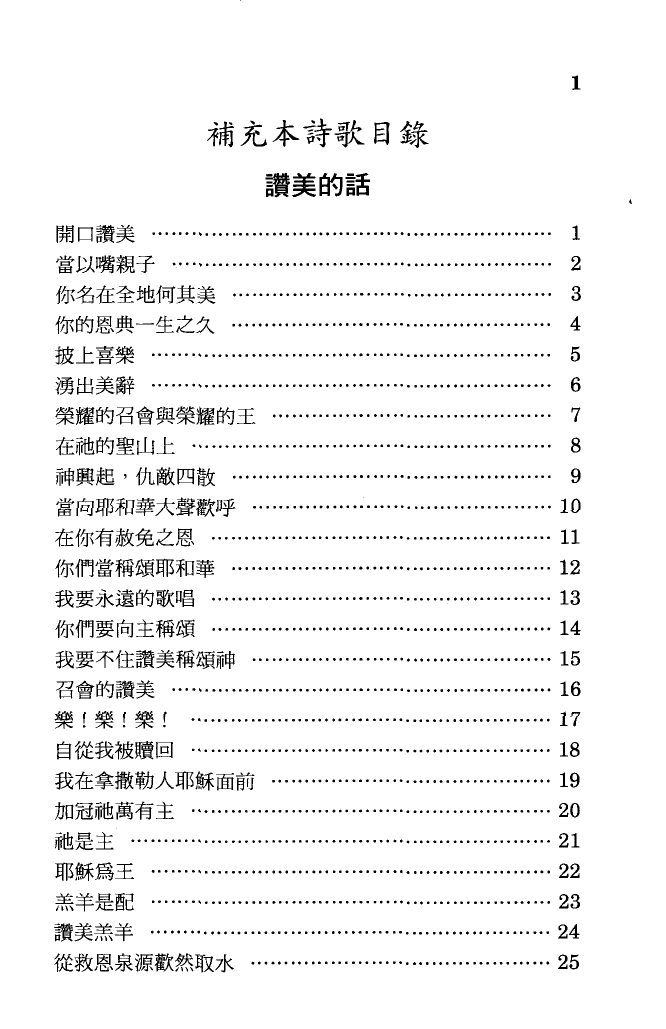 1
補充本詩歌目錄
讚美的話
開口讚美 ………………………………………………… 1
當以嘴親子 ……………………………………………… 2
你名在全地何其美 ……………………………………… 3
你的恩典一生之久 ……………………………………… 4
披上喜樂 ………………………………………………… 5
湧出美辭 ………………………………………………… 6
榮耀的召會與榮耀的王 ………………………………… 7
在祂的聖山上 …………………………………………… 8
神興起，仇敵四散 ……………………………………… 9
當向耶和華大聲歡呼 …………………………………… 10
在你有赦免之恩 ………………………………………… 11
你們當稱頌耶和華 ……………………………………… 12
我要永遠的歌唱 ………………………………………… 13
你們要向主稱頌 ………………………………………… 14
我要不住讚美稱頌神 …………………………………… 15
召會的讚美 ……………………………………………… 16
樂！樂！樂！ …………………………………………… 17
自從我被贖回 …………………………………………… 18
我在拿撒勒人耶穌面前 ………………………………… 19
加冠祂萬有主 …………………………………………… 20
祂是主 …………………………………………………… 21
耶穌爲王 ………………………………………………… 22
羔羊是配 ………………………………………………… 23
讚美羔羊 ………………………………………………… 24
從救恩泉源歡然取水 …………………………………… 25